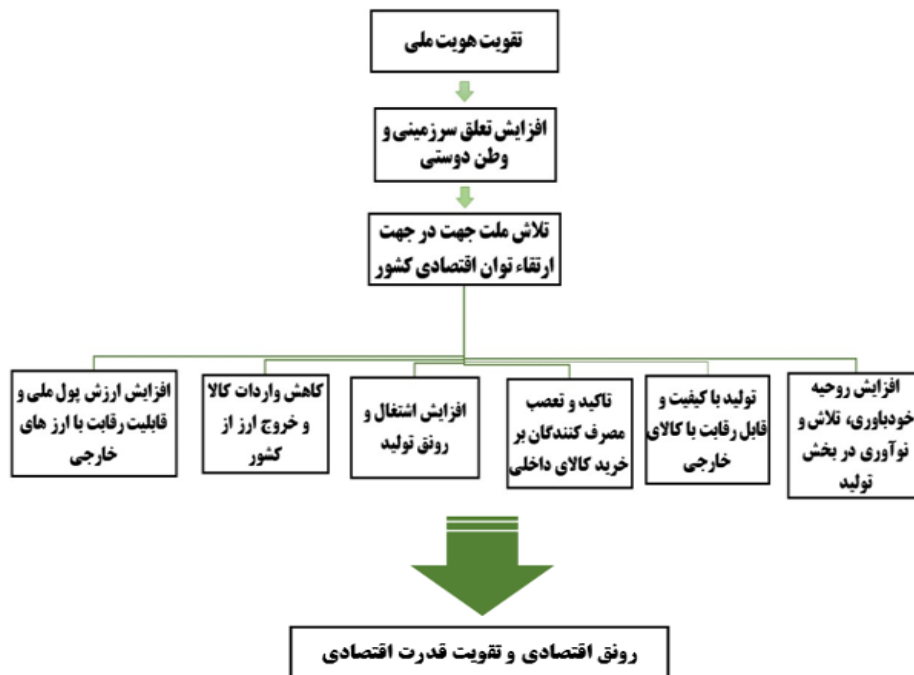 تقویت هویت ملی
افزایش تعلق سرزمینی و
وطن دوستی
تلاش ملت جهت در جهت
ارتقاء توان اقتصادی کشور
افزایش روحیه
خودباوری، تلاش و
نوآوری در بخش
تولید
تولید با کیفیت و
قابل رقابت با کالای
خارجی
تاکید و تعصب
مصرف کنندگان بر
خرید کالای داخلی
افزایش اشتغال و
رونق تولید
کاهش واردات کالا
و خروج ارز از
کشور
افزایش ارزش پول ملی و
قابلیت رقابت با ارز های
خارجی
رونق اقتصادی و تقویت قدرت اقتصادی